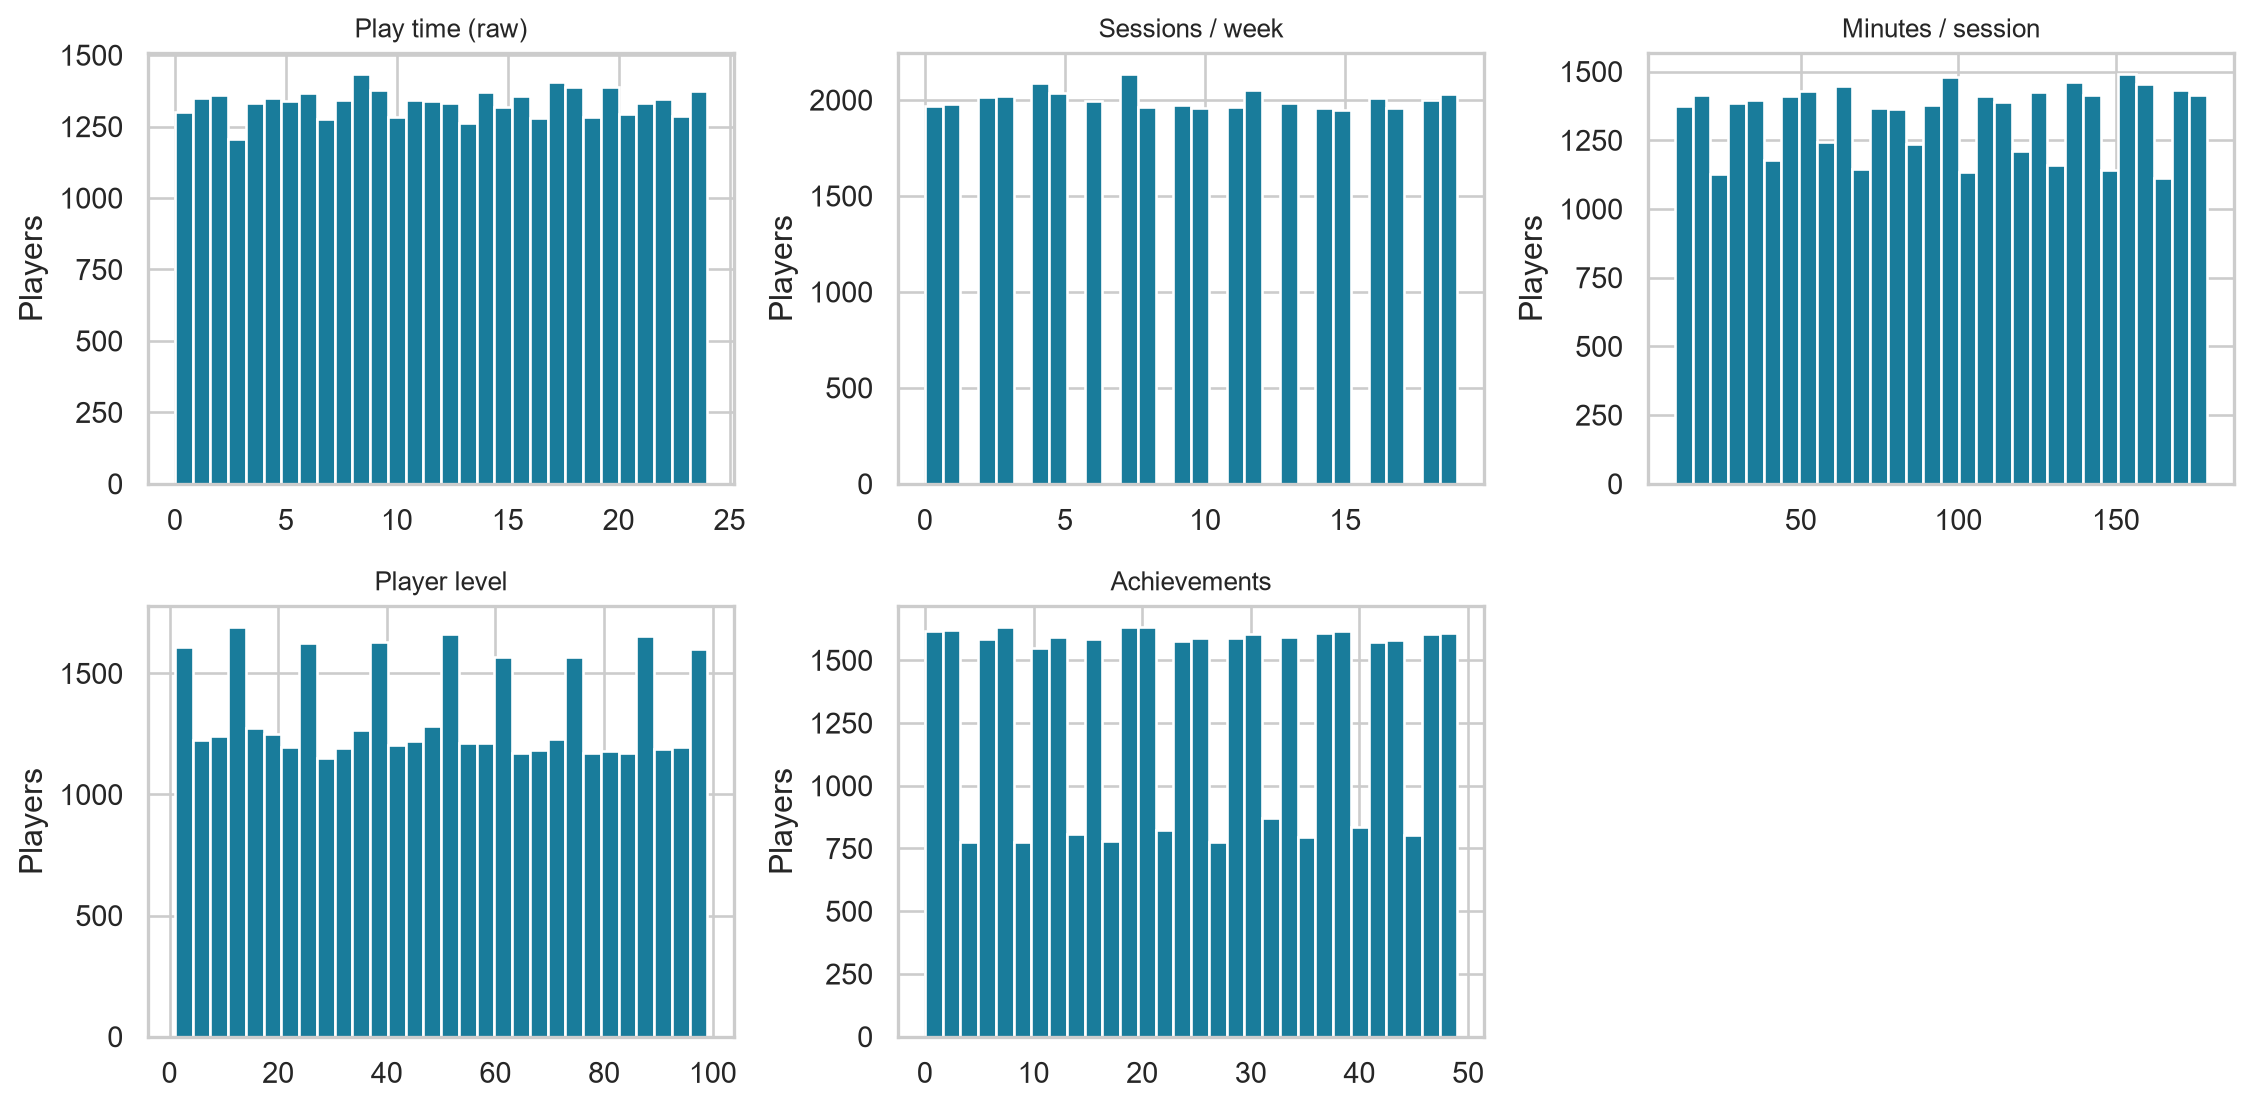 Play time (raw)
Players
1500
1250
1000
750
500
250
0
0 5 10 15 20 25
Sessions / week
Players
2000
1500
1000
500
0
0 5 10 15
Minutes / session
Players
1500
1250
1000
750
500
250
0
50 100 150
Player level
Players
1500
1000
500
0
0 20 40 60 80 100
Achievements
Players
1500
1250
1000
750
500
250
0
0 10 20 30 40 50